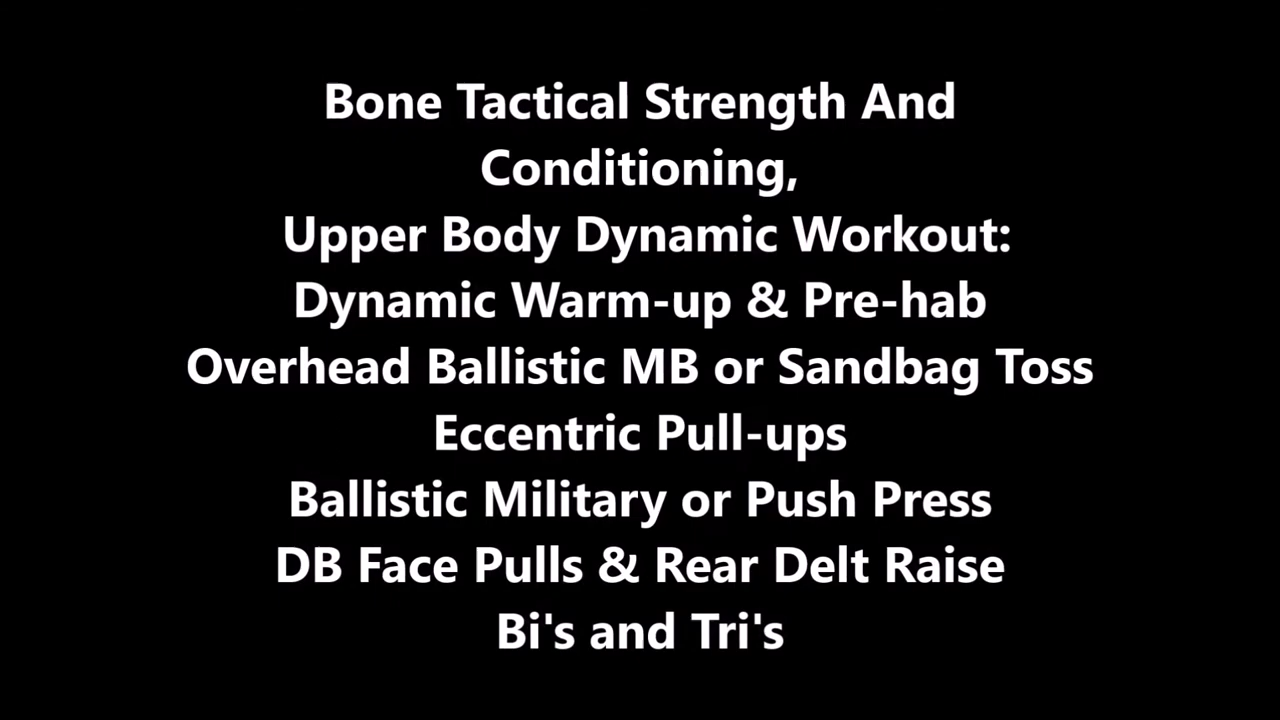 Bone Tactical Strength And
Conditioning,
Upper Body Dynamic Workout:
Dynamic Warm-up & Pre-hab
Overhead Ballistic MB or Sandbag Toss
Eccentric Pull-ups
Ballistic Military or Push Press
DB Face Pulls & Rear Delt Raise
Bi's and Tri's